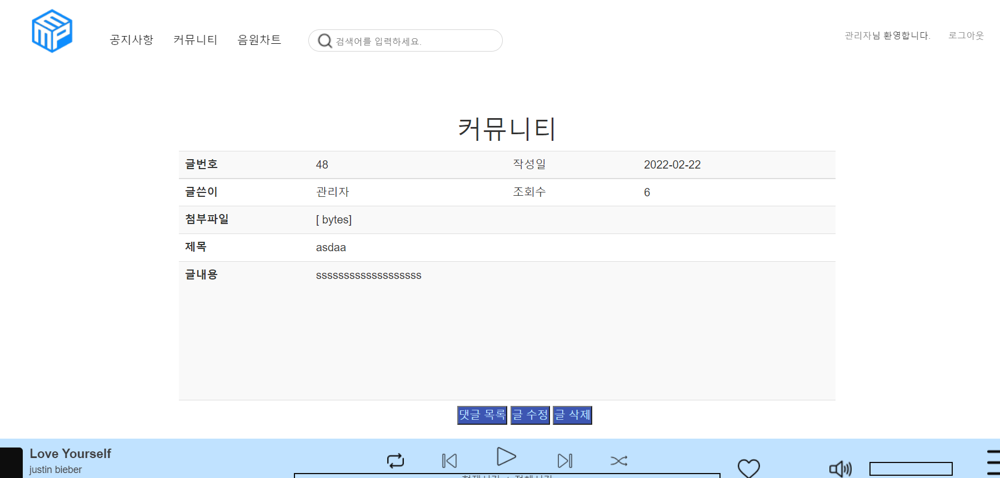 공지사항 커뮤니티 음원차트 검색어를 입력하세요. 관리자님 환영합니다. 로그아웃
커뮤니티
글번호 48 작성일 2022-02-22
글쓴이 관리자 조회수 6
첨부파일 [ bytes]
제목 asdaa
글내용 sssssssssssssssssss
댓글 목록 글 수정 글 삭제
Love Yourself
justin bieber